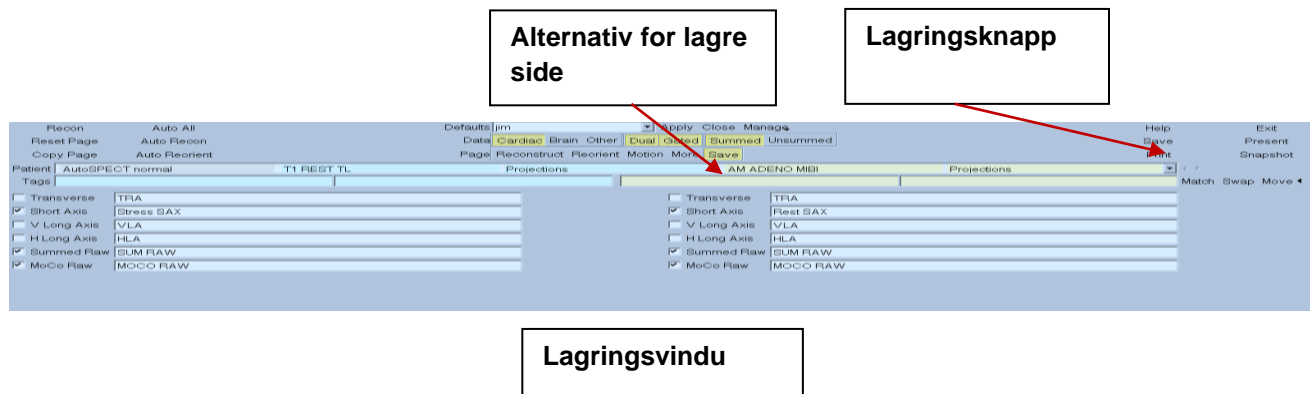 Alternativ for lagre
side
Lagringsknapp
Recon Auto All Defaults jim Apply Close Manage Help Exit
Reset Page Auto Recon Data Cardiac Brain Other Dual Gated Summed Unsummed Save Present
Copy Page Auto Reorient Page Reconstruct Reorient Motion More Save Print Snapshot
Patient AutoSPECT normal T1 REST TL Projections AM ADENO MIBI Projections
Tags Match Swap Move
Transverse TRA Transverse TRA
Short Axis Stress SAX Short Axis Rest SAX
V Long Axis VLA V Long Axis VLA
H Long Axis HLA H Long Axis HLA
Summed Raw SUM RAW Summed Raw SUM RAW
MoCo Raw MOCO RAW MoCo Raw MOCO RAW
Lagringsvindu